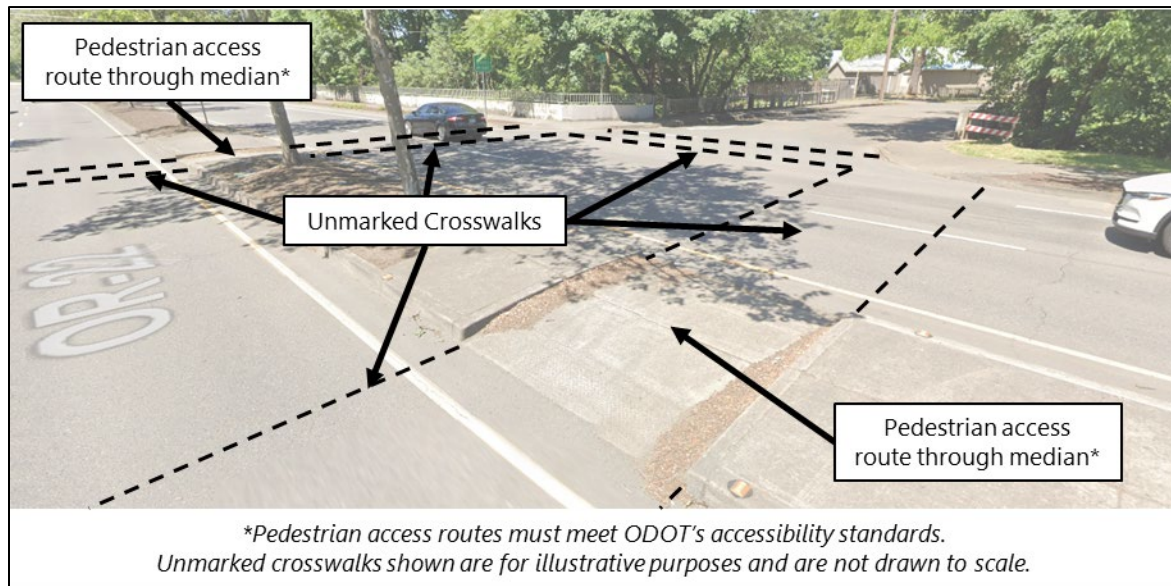 Pedestrian access
route through median*
Unmarked Crosswalks
OR-22
Pedestrian access
route through median*
*Pedestrian access routes must meet ODOT's accessibility standards.
Unmarked crosswalks shown are for illustrative purposes and are not drawn to scale.